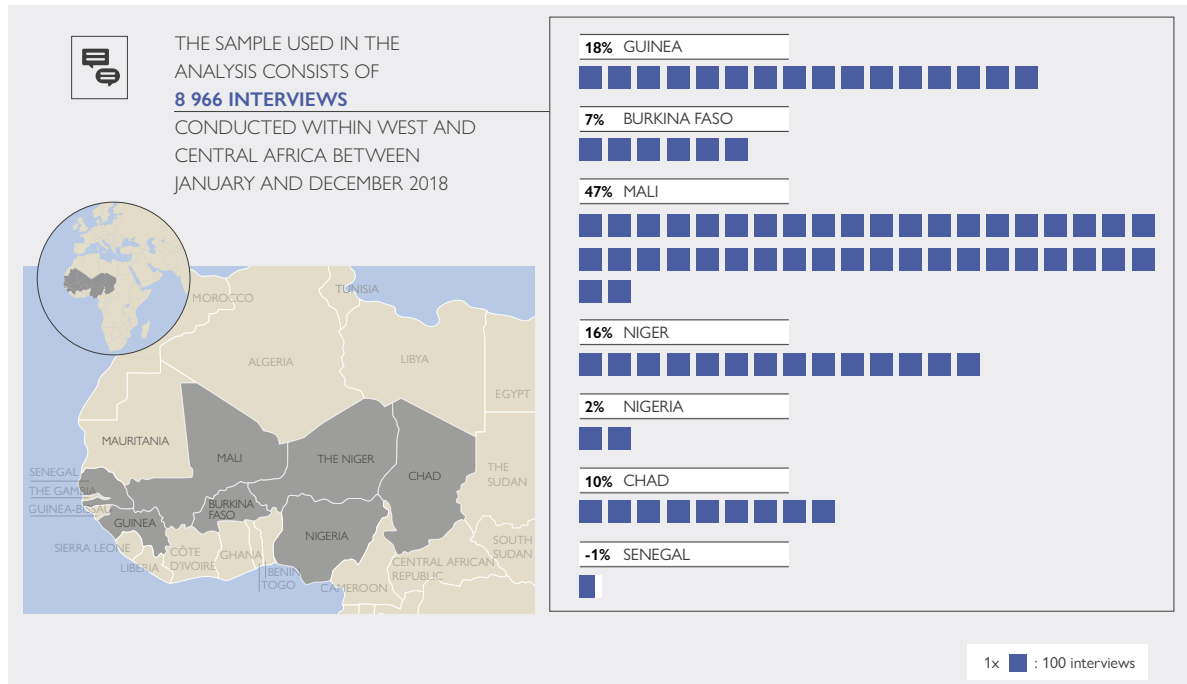 THE SAMPLE USED IN THE
ANALYSIS CONSISTS OF
8 966 INTERVIEWS
CONDUCTED WITHIN WEST AND
CENTRAL AFRICA BETWEEN
JANUARY AND DECEMBER 2018
18% GUINEA
7% BURKINA FASO
47% MALI
16% NIGER
2% NIGERIA
10% CHAD
-1% SENEGAL
1x : 100 interviews
MOROCCO
TUNISIA
ALGERIA
LIBYA
EGYPT
MAURITANIA
MALI
THE NIGER
CHAD
THE
SUDAN
SENEGAL
THE GAMBIA
GUINEA-BISSAU
GUINEA
BURKINA
FASO
NIGERIA
SIERRA LEONE
LIBERIA
CÔTE
D'IVOIRE
GHANA
BENIN
TOGO
CAMEROON
CENTRAL AFRICAN
REPUBLIC
SOUTH
SUDAN